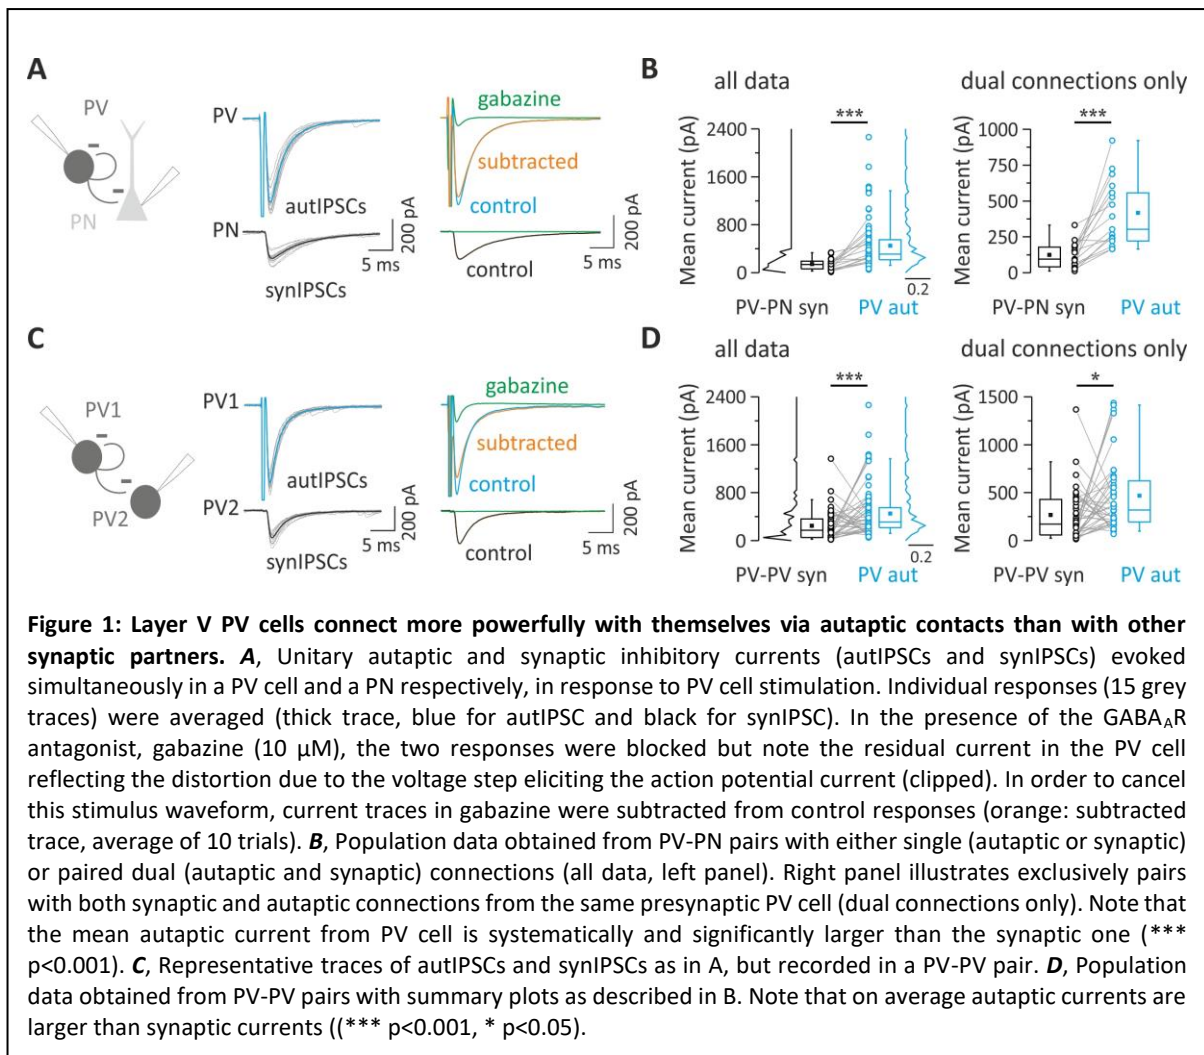 A
B
all data
dual connections only
PV
PN
PV
autIPSCs
PN
synIPSCs
200 pA
5 ms
gabazine
subtracted
control
control
200 pA
5 ms
Mean current (pA)
2400
1600
800
0
***
0.2
PV-PN syn
PV aut
Mean current (pA)
1000
750
500
250
0
***
PV-PN syn
PV aut
C
D
all data
dual connections only
PV1
PV2
PV1
autIPSCs
PV2
synIPSCs
200 pA
5 ms
gabazine
subtracted
control
control
200 pA
5 ms
Mean current (pA)
2400
1600
800
0
***
0.2
PV-PV syn
PV aut
Mean current (pA)
1500
1000
500
0
*
PV-PV syn
PV aut
Figure 1: Layer V PV cells connect more powerfully with themselves via autaptic contacts than with other
synaptic partners. A, Unitary autaptic and synaptic inhibitory currents (autIPSCs and synIPSCs) evoked
simultaneously in a PV cell and a PN respectively, in response to PV cell stimulation. Individual responses (15 grey
traces) were averaged (thick trace, blue for autIPSC and black for synIPSC). In the presence of the GABAAR
antagonist, gabazine (10 µM), the two responses were blocked but note the residual current in the PV cell
reflecting the distortion due to the voltage step eliciting the action potential current (clipped). In order to cancel
this stimulus waveform, current traces in gabazine were subtracted from control responses (orange: subtracted
trace, average of 10 trials). B, Population data obtained from PV-PN pairs with either single (autaptic or synaptic)
or paired dual (autaptic and synaptic) connections (all data, left panel). Right panel illustrates exclusively pairs
with both synaptic and autaptic connections from the same presynaptic PV cell (dual connections only). Note that
the mean autaptic current from PV cell is systematically and significantly larger than the synaptic one (***
p<0.001). C, Representative traces of autIPSCs and synIPSCs as in A, but recorded in a PV-PV pair. D, Population
data obtained from PV-PV pairs with summary plots as described in B. Note that on average autaptic currents are
larger than synaptic currents ((*** p<0.001, * p<0.05).